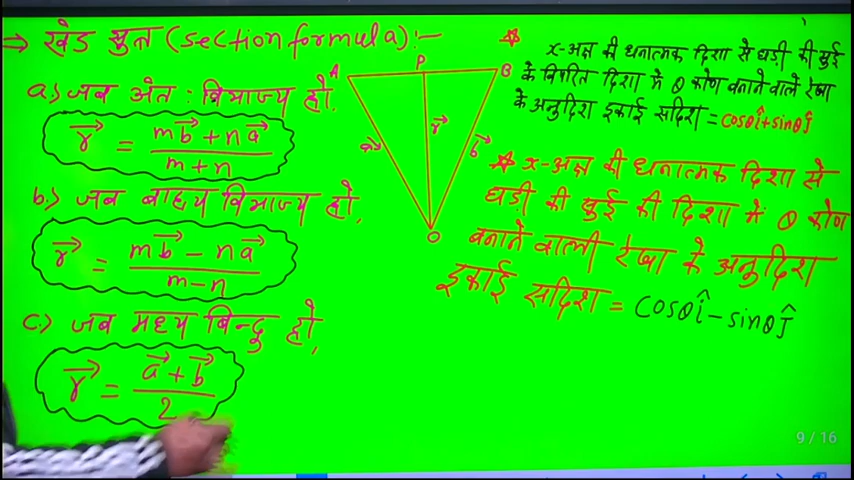 ⇒ खंड सुत्र (section formula):-
a.) जब अंत: विभाज्य हो,
r⃗ = (mb⃗ + na⃗)/(m+n)
b.) जब बाह्य विभाज्य हो,
r⃗ = (mb⃗ - na⃗)/(m-n)
c.) जब मध्य बिन्दु हो,
r⃗ = (a⃗ + b⃗)/2
A P B
a⃗ r⃗ b⃗
O
☆ x-अक्ष की धनात्मक दिशा से घडी की सुई
के विपरित दिशा में θ कोण बनाने वाले रेखा
के अनुदिश इकाई सदिश = cosθî+sinθĵ
☆ x-अक्ष की धनात्मक दिशा से
घडी की सुई की दिशा में θ कोण
बनाने वाली रेखा के अनुदिश
इकाई सदिश = cosθî - sinθĵ
9/16